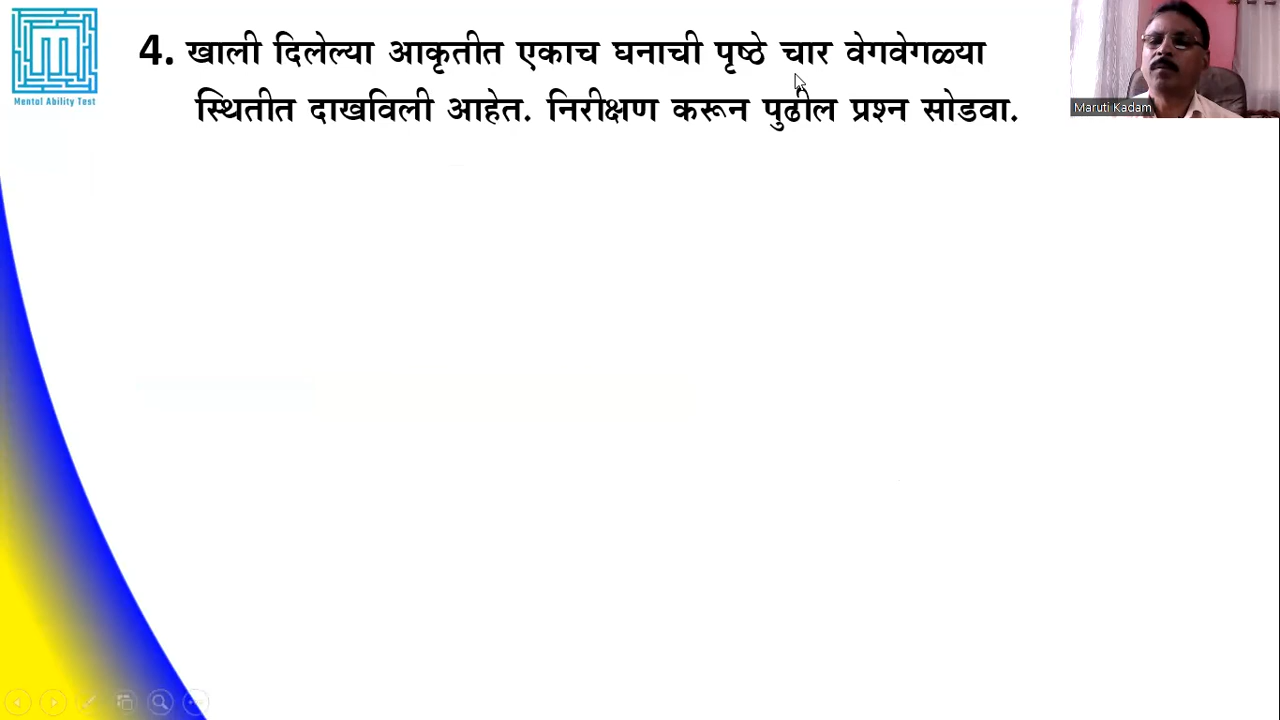 4. खाली दिलेल्या आकृतीत एकाच घनाची पृष्ठे चार वेगवेगळ्या
स्थितीत दाखविली आहेत. निरीक्षण करून पुढील प्रश्न सोडवा.
Mental Ability Test
Maruti Kadam